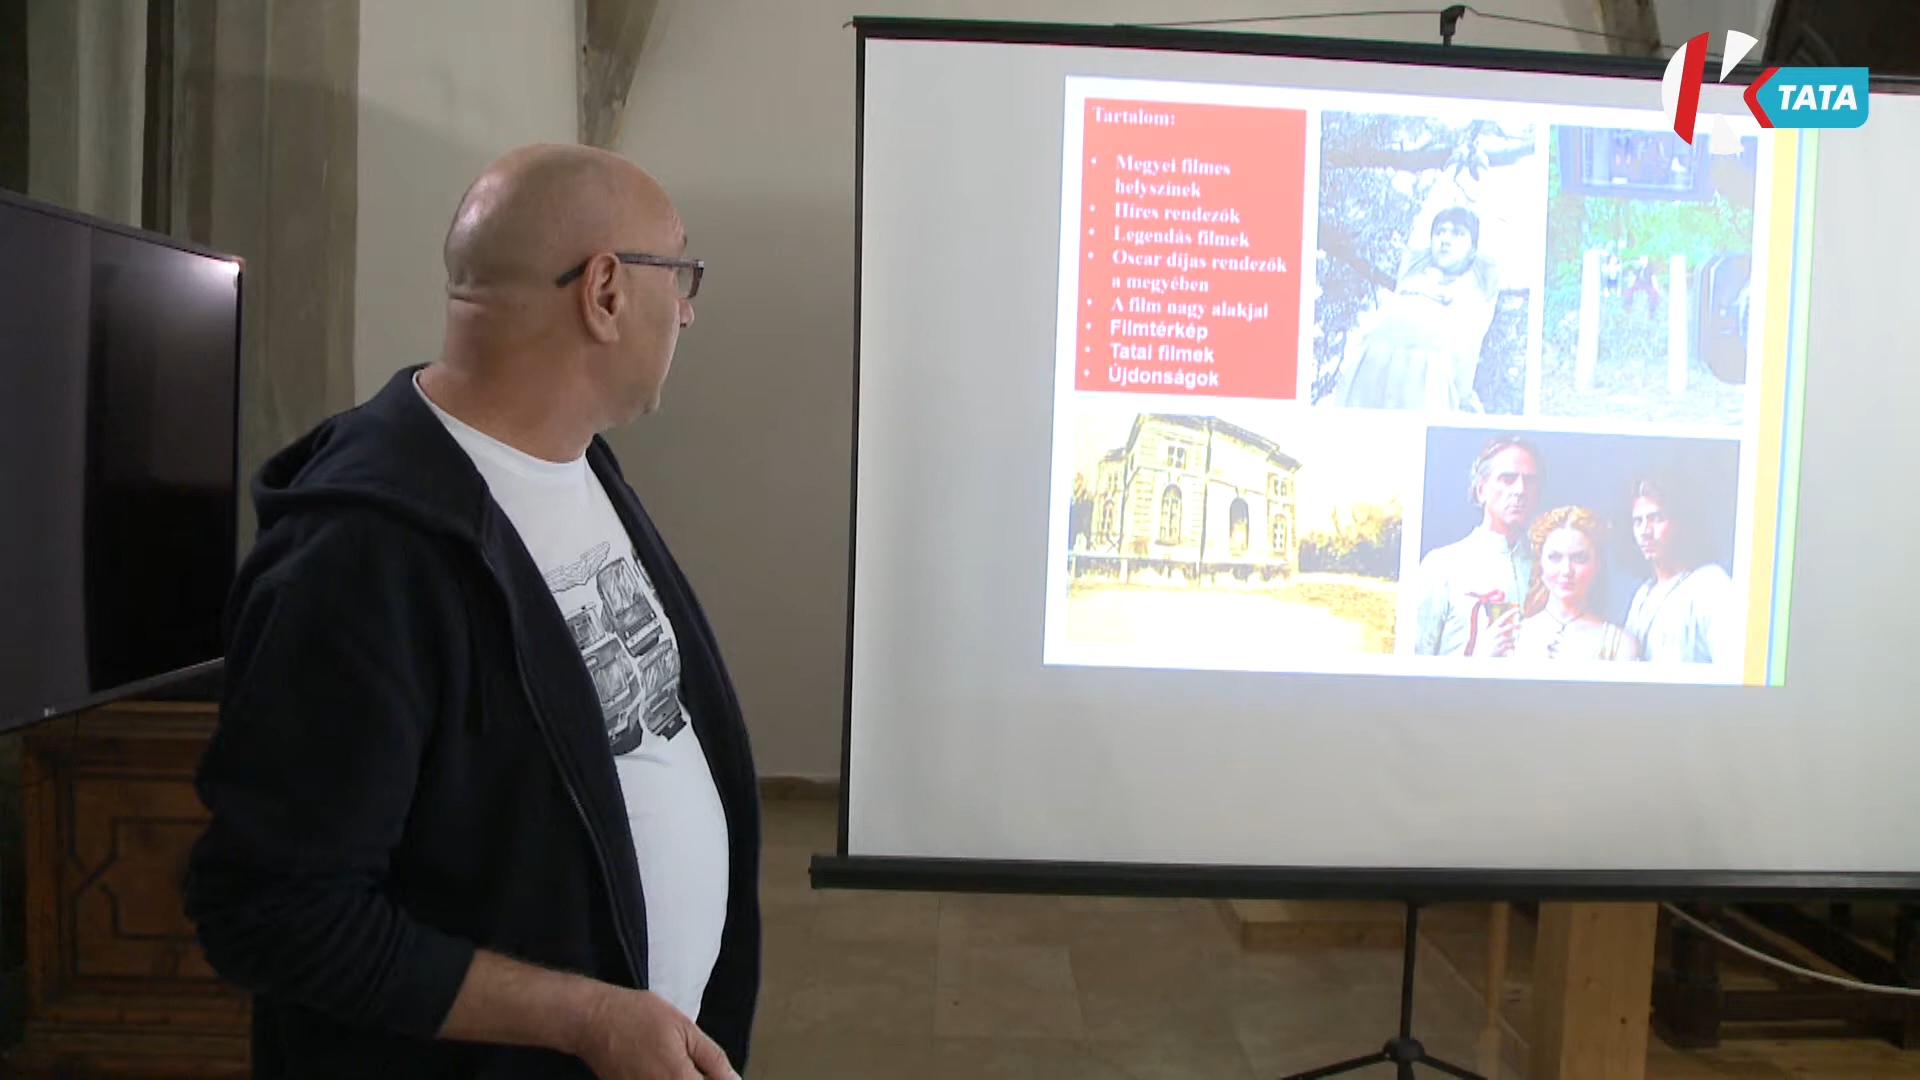 Tartalom:
• Megyei filmes
helyszínek
• Híres rendezők
• Legendás filmek
• Oscar díjas rendezők
a megyében
• A film nagy alakjai
• Filmtérkép
• Tatai filmek
• Újdonságok
K TATA